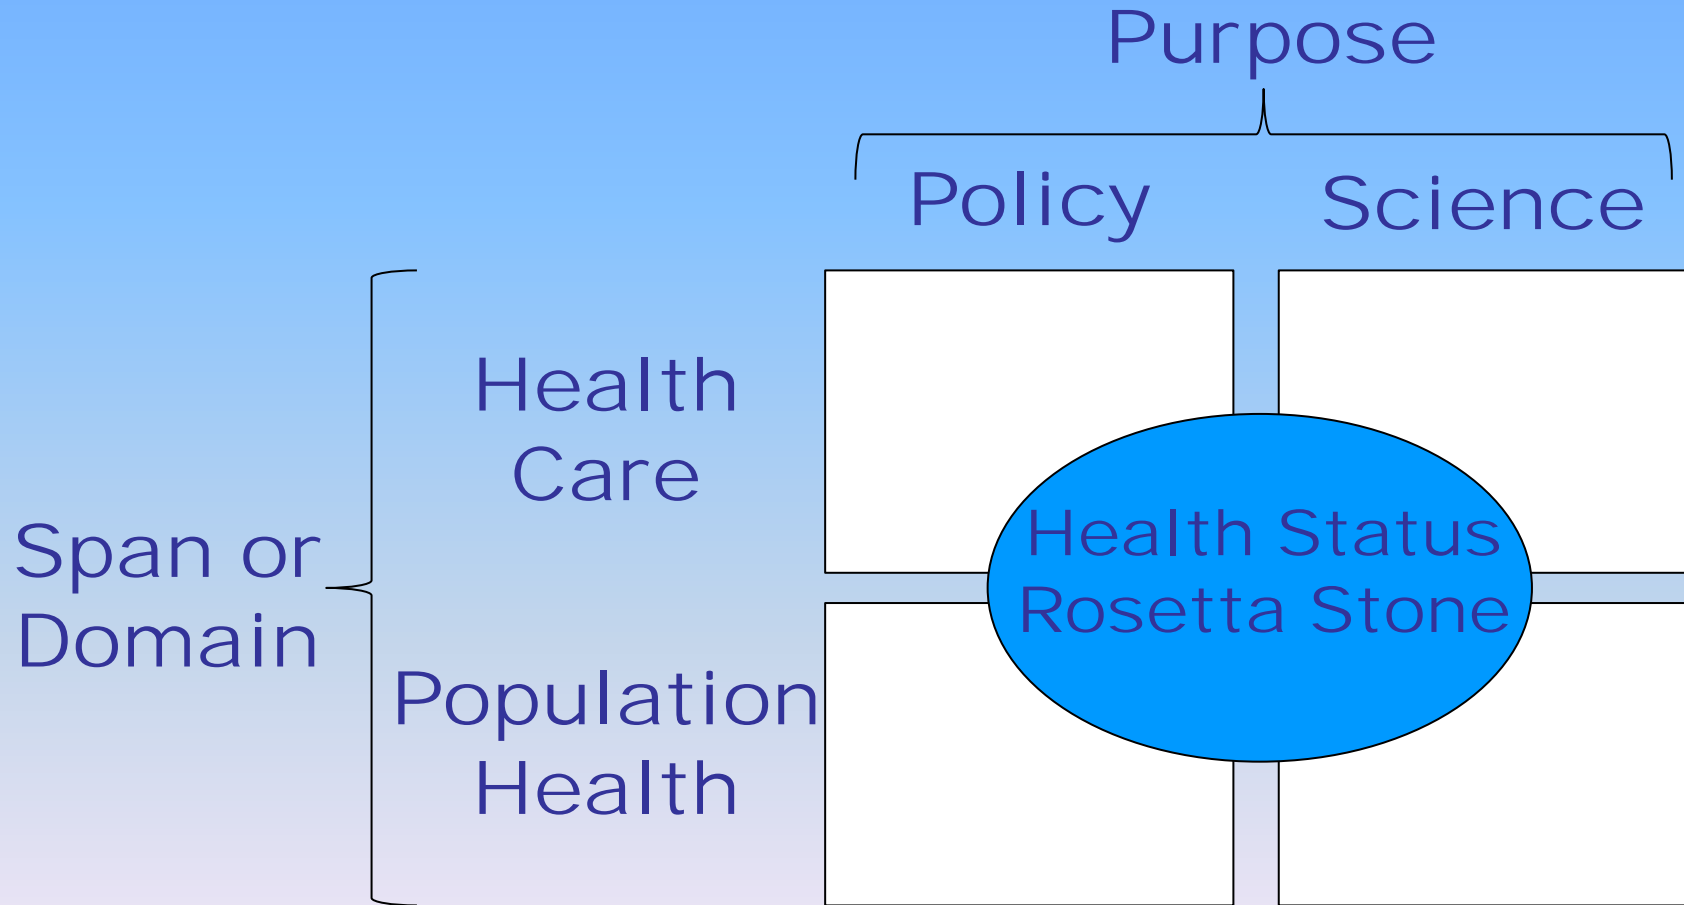 Purpose
Policy Science
Health
Care
Span or
Domain
Population
Health
Health Status
Rosetta Stone